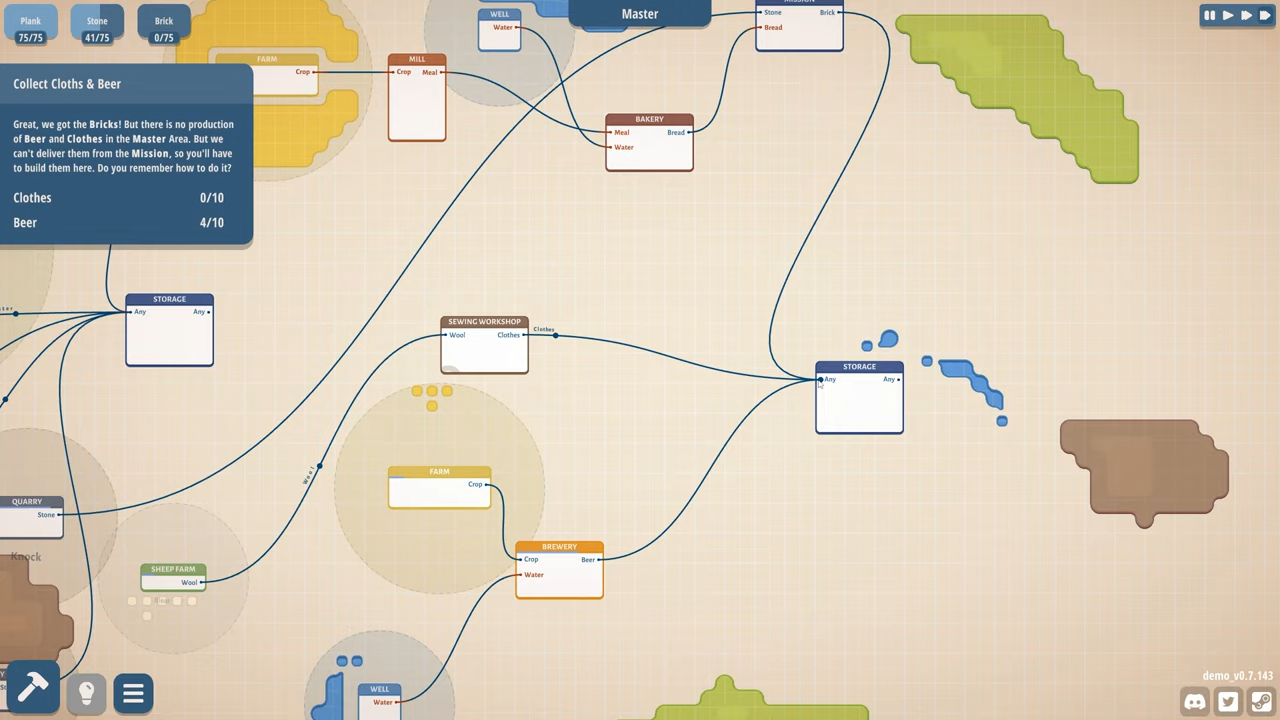 Plank
75/75
Stone
41/75
Brick
0/75
Master
WELL
Water
MISSION
Stone
Brick
Bread
FARM
Crop
MILL
Crop
Meal
BAKERY
Meal
Bread
Water
Collect Cloths & Beer
Great, we got the Bricks! But there is no production
of Beer and Clothes in the Master Area. But we
can't deliver them from the Mission, so you'll have
to build them here. Do you remember how to do it?
Clothes 0/10
Beer 4/10
STORAGE
Any
Any
SEWING WORKSHOP
Wool
Clothes
Clothes
STORAGE
Any
Any
Wool
FARM
Crop
QUARRY
Stone
Knock
SHEEP FARM
Wool
BREWERY
Crop
Beer
Water
WELL
Water
demo_v0.7.143